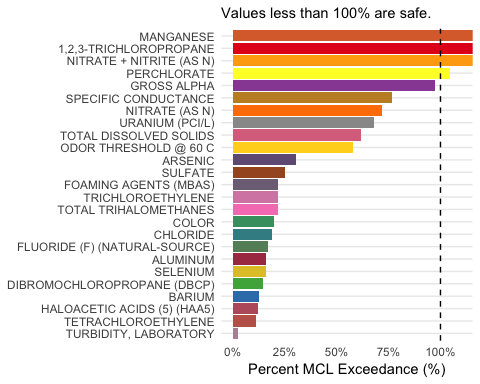 Values less than 100% are safe.
MANGANESE
1,2,3-TRICHLOROPROPANE
NITRATE + NITRITE (AS N)
PERCHLORATE
GROSS ALPHA
SPECIFIC CONDUCTANCE
NITRATE (AS N)
URANIUM (PCI/L)
TOTAL DISSOLVED SOLIDS
ODOR THRESHOLD @ 60 C
ARSENIC
SULFATE
FOAMING AGENTS (MBAS)
TRICHLOROETHYLENE
TOTAL TRIHALOMETHANES
COLOR
CHLORIDE
FLUORIDE (F) (NATURAL-SOURCE)
ALUMINUM
SELENIUM
DIBROMOCHLOROPROPANE (DBCP)
BARIUM
HALOACETIC ACIDS (5) (HAA5)
TETRACHLOROETHYLENE
TURBIDITY, LABORATORY
0% 25% 50% 75% 100%
Percent MCL Exceedance (%)